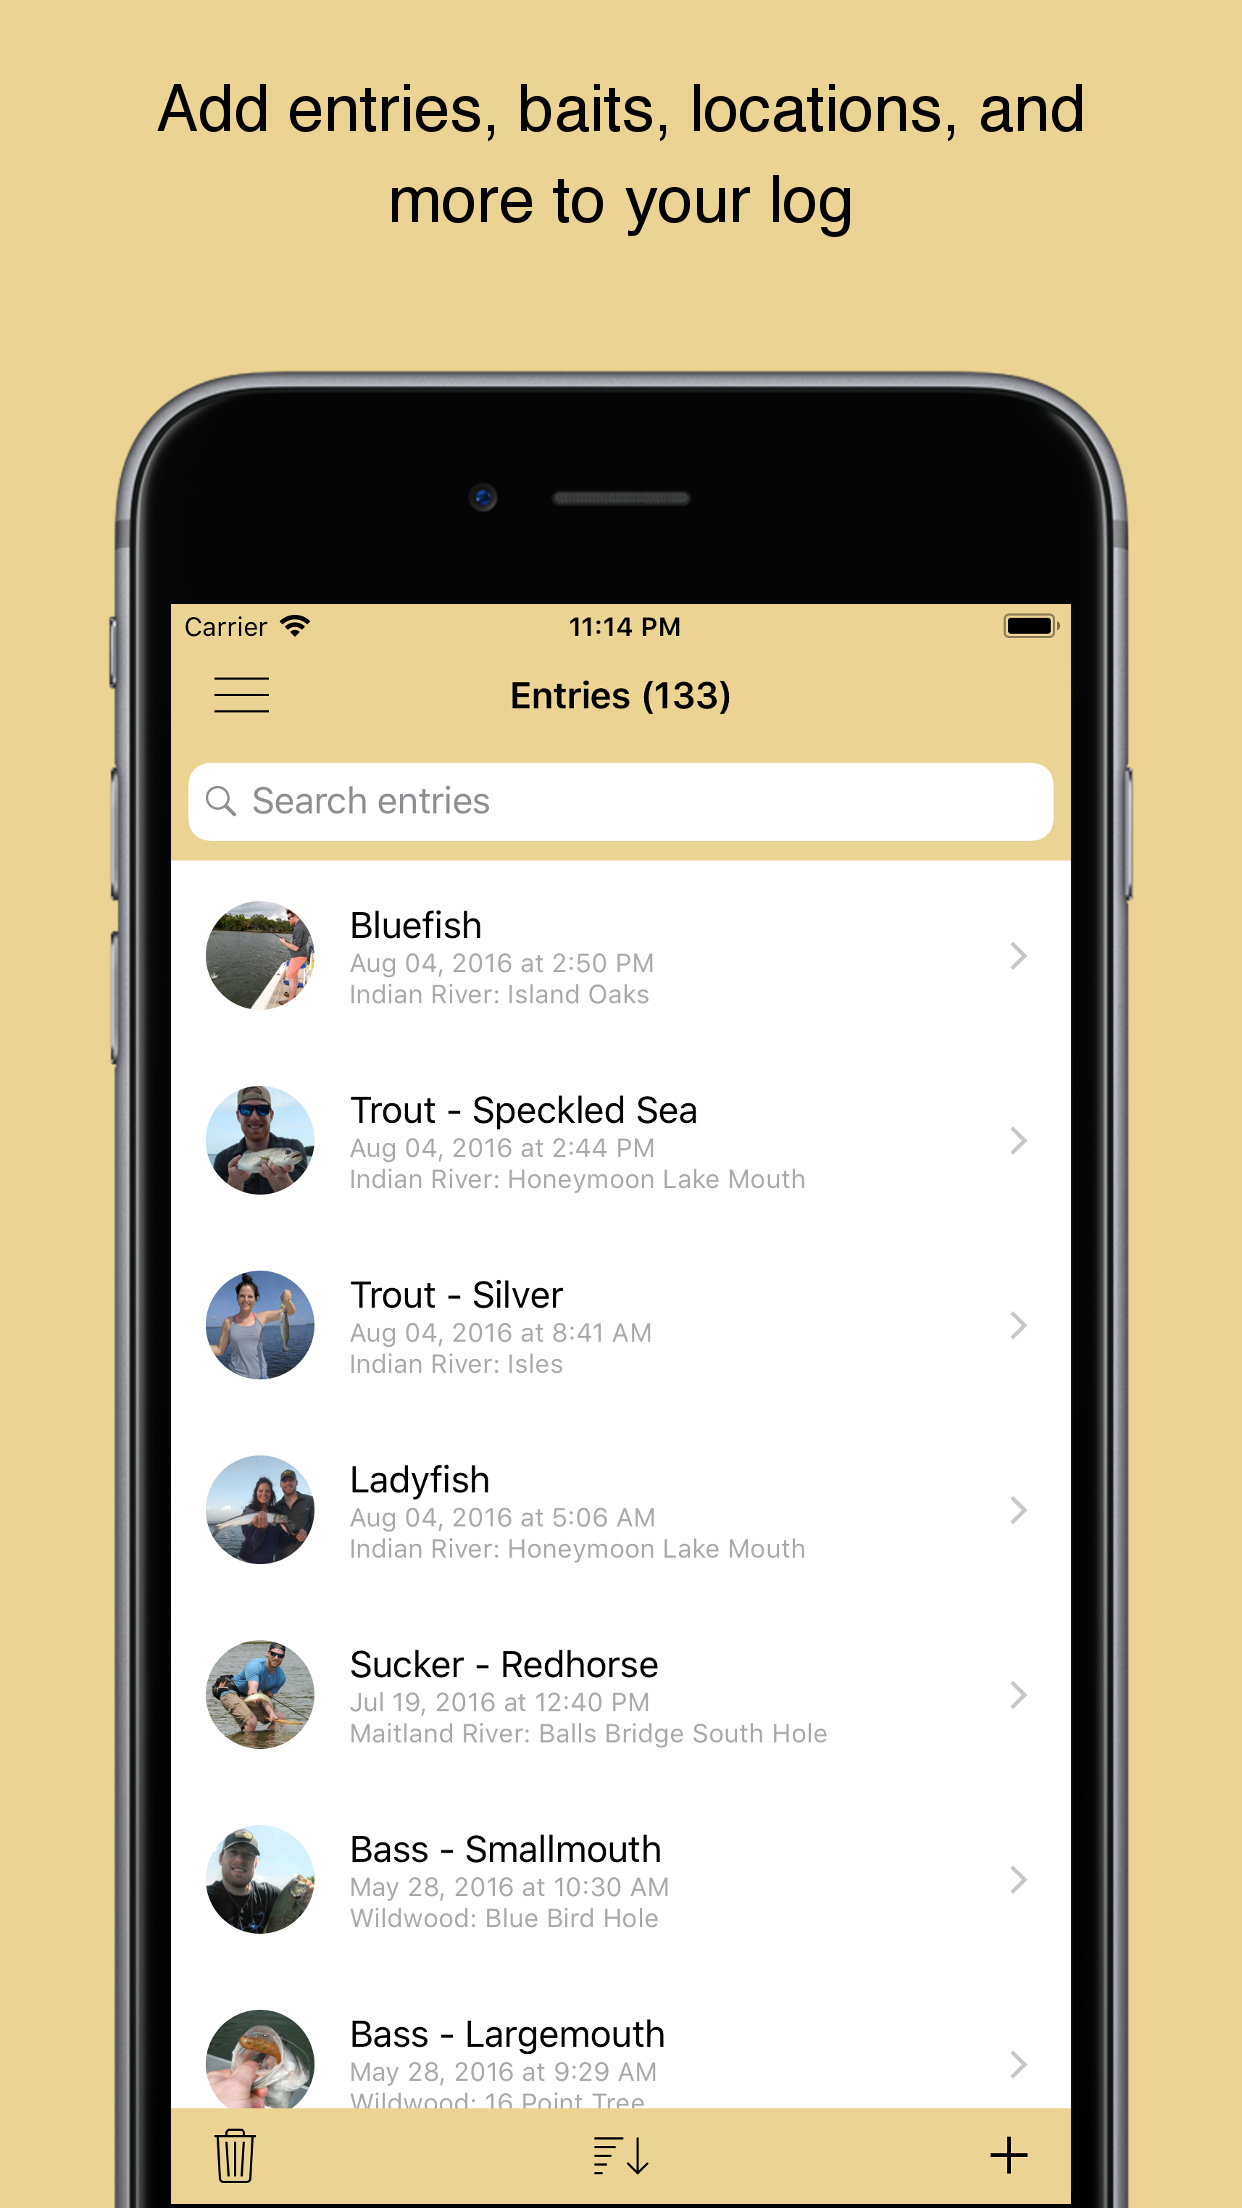 Add entries, baits, locations, and
more to your log
Carrier 11:14 PM
Entries (133)
Search entries
Bluefish
Aug 04, 2016 at 2:50 PM
Indian River: Island Oaks
Trout - Speckled Sea
Aug 04, 2016 at 2:44 PM
Indian River: Honeymoon Lake Mouth
Trout - Silver
Aug 04, 2016 at 8:41 AM
Indian River: Isles
Ladyfish
Aug 04, 2016 at 5:06 AM
Indian River: Honeymoon Lake Mouth
Sucker - Redhorse
Jul 19, 2016 at 12:40 PM
Maitland River: Balls Bridge South Hole
Bass - Smallmouth
May 28, 2016 at 10:30 AM
Wildwood: Blue Bird Hole
Bass - Largemouth
May 28, 2016 at 9:29 AM
Wildwood: 16 Point Tree